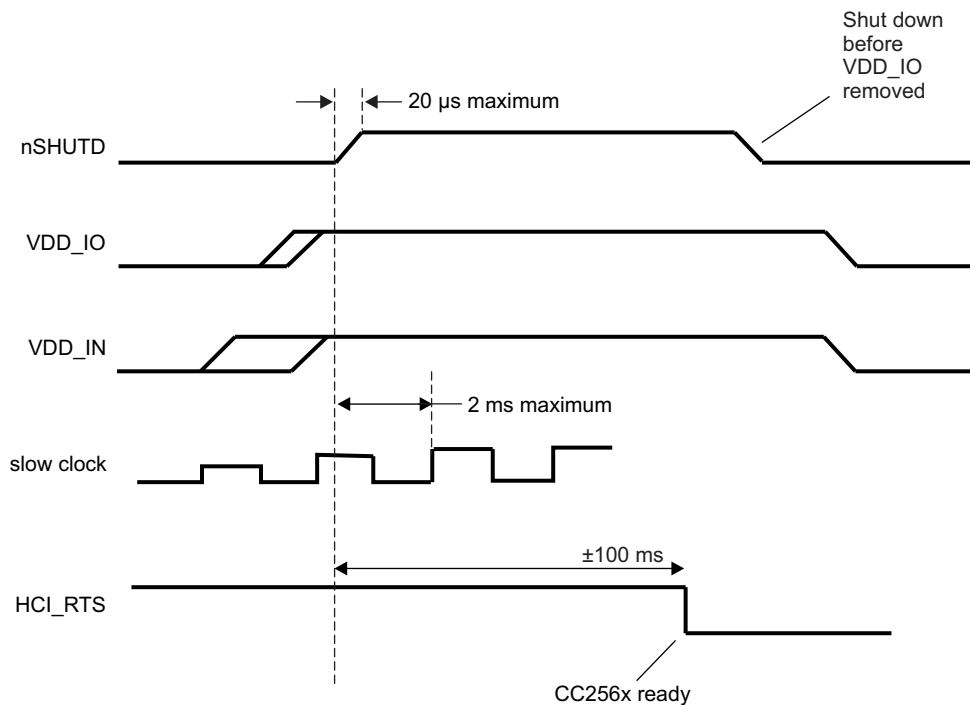 Shut down
before
VDD_IO
removed
20 µs maximum
nSHUTD
VDD_IO
VDD_IN
2 ms maximum
slow clock
±100 ms
HCI_RTS
CC256x ready